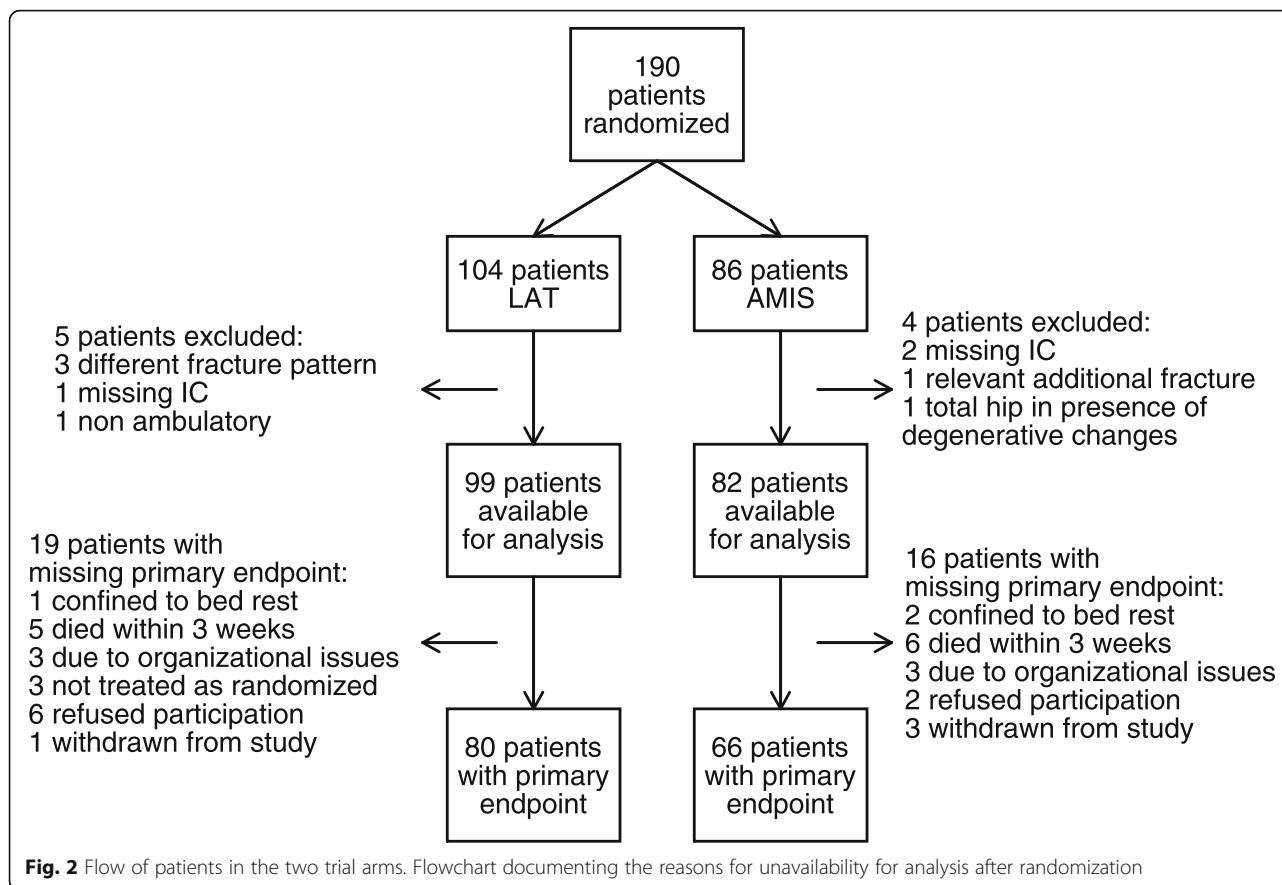 190
patients
randomized
104 patients
LAT
86 patients
AMIS
5 patients excluded:
3 different fracture pattern
1 missing IC
1 non ambulatory
4 patients excluded:
2 missing IC
1 relevant additional fracture
1 total hip in presence of
degenerative changes
99 patients
available
for analysis
82 patients
available
for analysis
19 patients with
missing primary endpoint:
1 confined to bed rest
5 died within 3 weeks
3 due to organizational issues
3 not treated as randomized
6 refused participation
1 withdrawn from study
16 patients with
missing primary endpoint:
2 confined to bed rest
6 died within 3 weeks
3 due to organizational issues
2 refused participation
3 withdrawn from study
80 patients
with primary
endpoint
66 patients
with primary
endpoint
Fig. 2 Flow of patients in the two trial arms. Flowchart documenting the reasons for unavailability for analysis after randomization